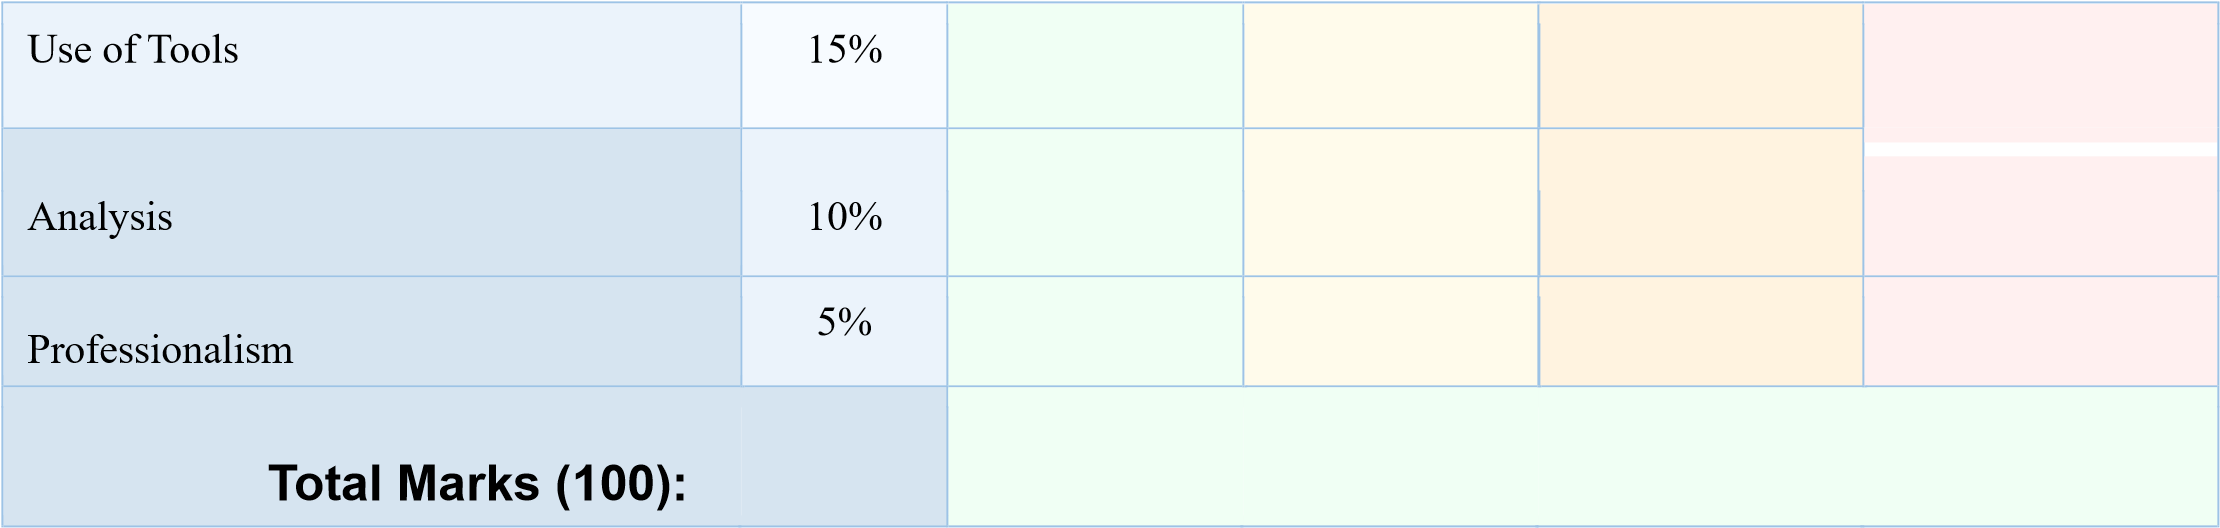 Use of Tools 15%
Analysis 10%
5%
Professionalism
Total Marks (100):